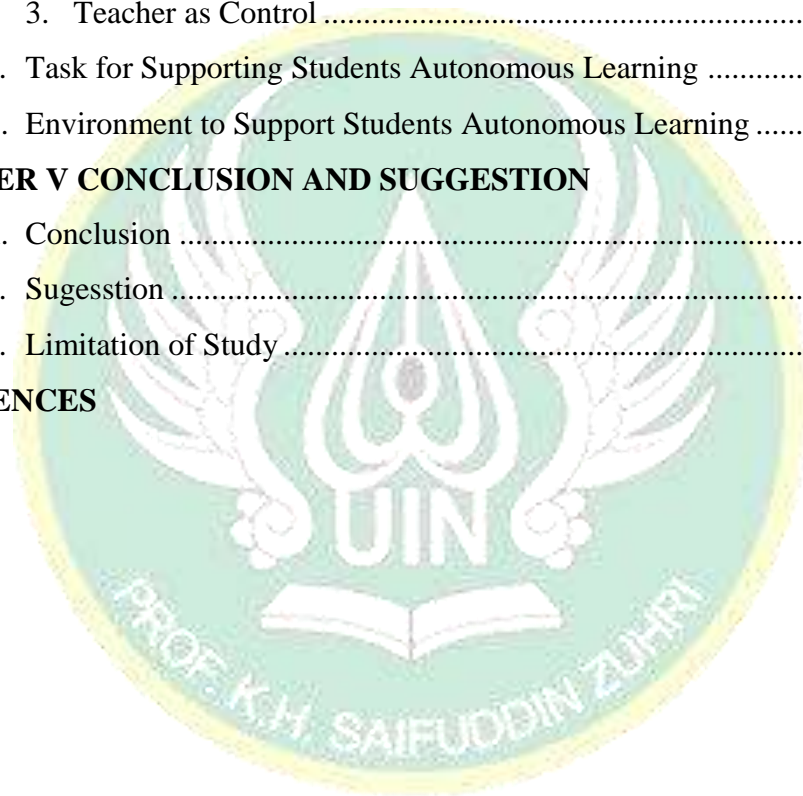 3. Teacher as Control ........................................................
. Task for Supporting Students Autonomous Learning ............
. Environment to Support Students Autonomous Learning ......
ER V CONCLUSION AND SUGGESTION
. Conclusion ........................................................................
. Sugesstion .........................................................................
. Limitation of Study ............................................................
ENCES
UIN
PROF. K.H. SAIFUDDIN ZUHRI